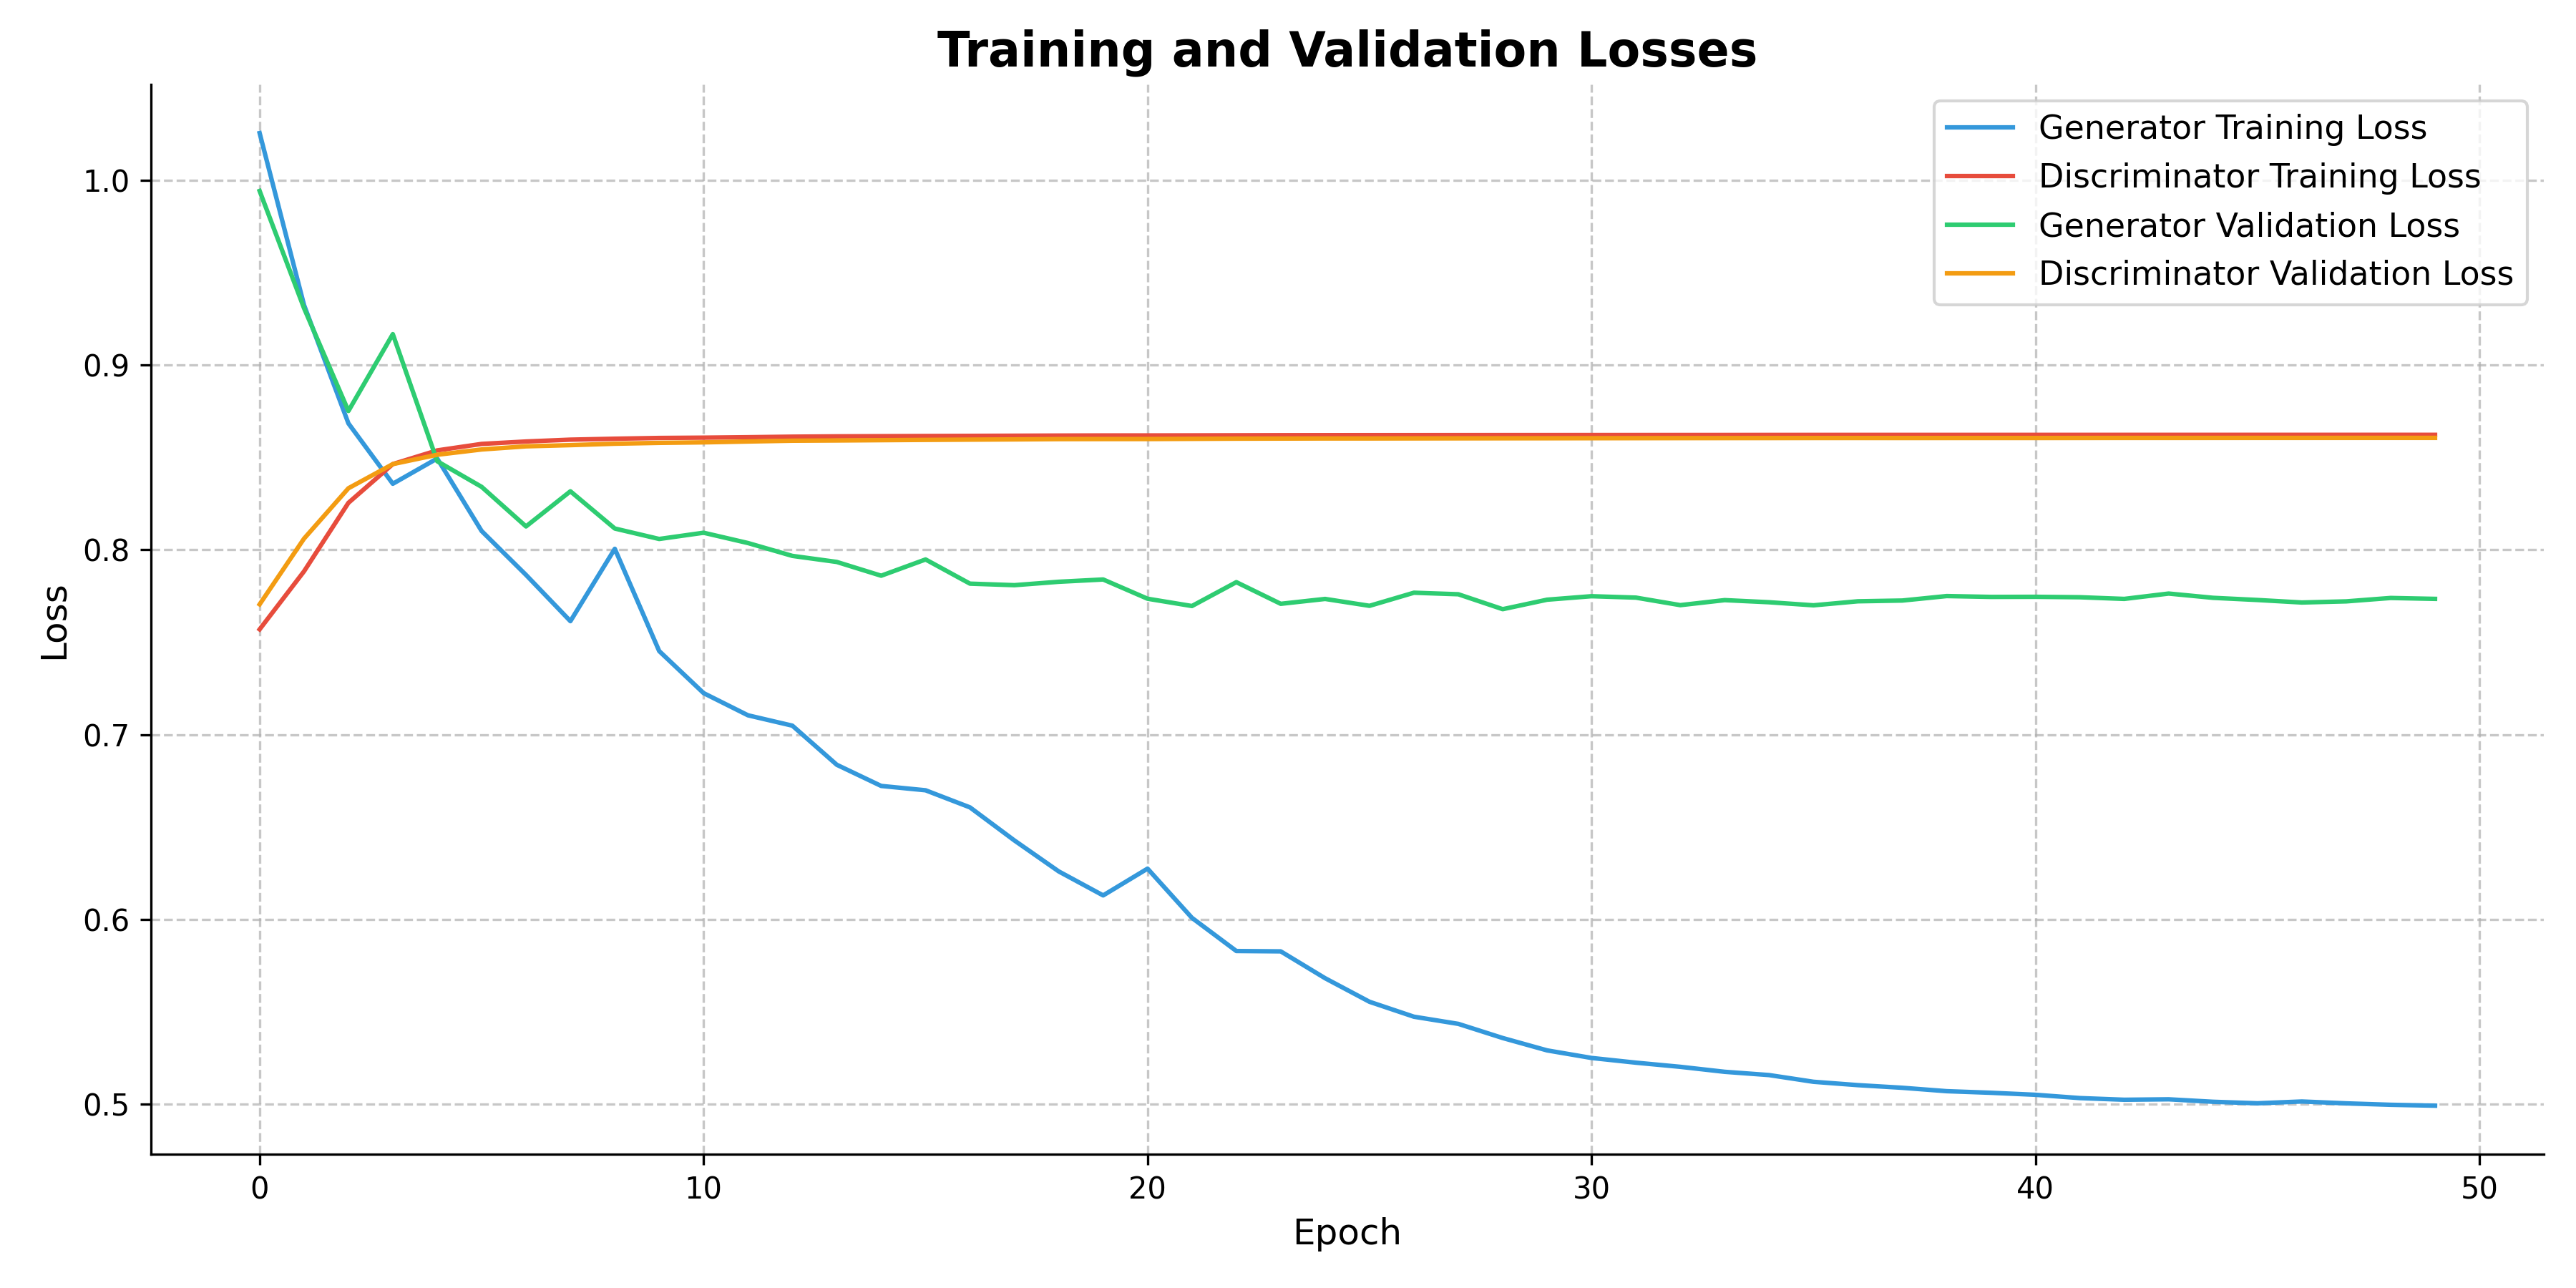 Training and Validation Losses
Generator Training Loss
Discriminator Training Loss
Generator Validation Loss
Discriminator Validation Loss
1.0
0.9
0.8
0.7
0.6
0.5
Loss
0 10 20 30 40 50
Epoch